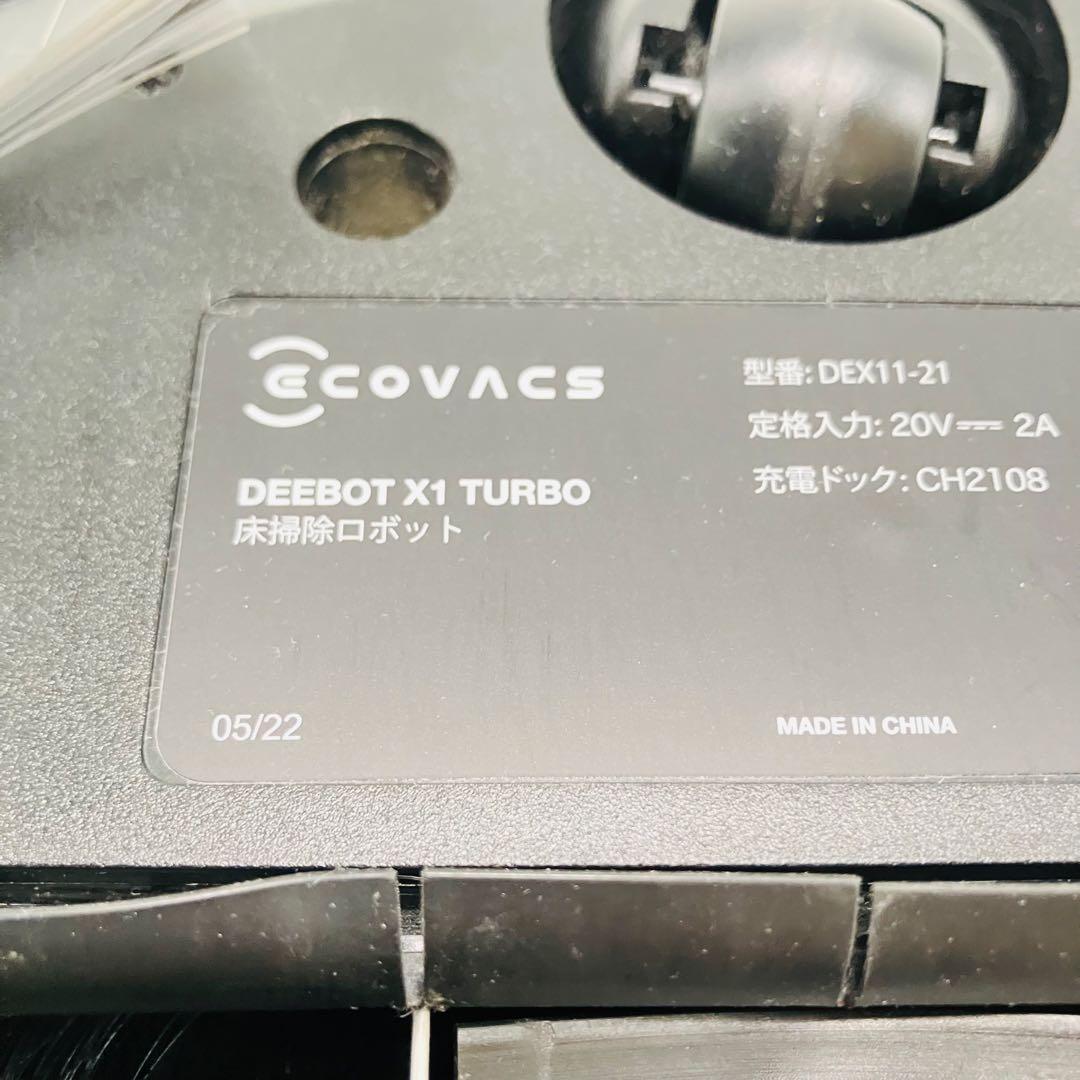 ECOVACS
DEEBOT X1 TURBO
床掃除ロボット
型番: DEX11-21
定格入力: 20V⎓ 2A
充電ドック: CH2108
05/22
MADE IN CHINA